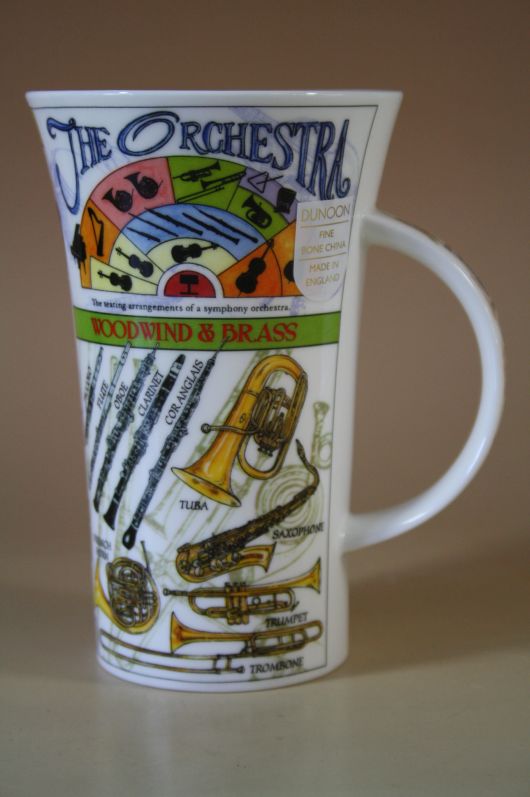 THE ORCHESTRA
DUNOON
FINE
BONE CHINA
MADE IN
ENGLAND
The seating arrangements of a symphony orchestra.
WOODWIND & BRASS
FLUTE
OBOE
CLARINET
COR ANGLAIS
TUBA
SAXOPHONE
TRUMPET
TROMBONE